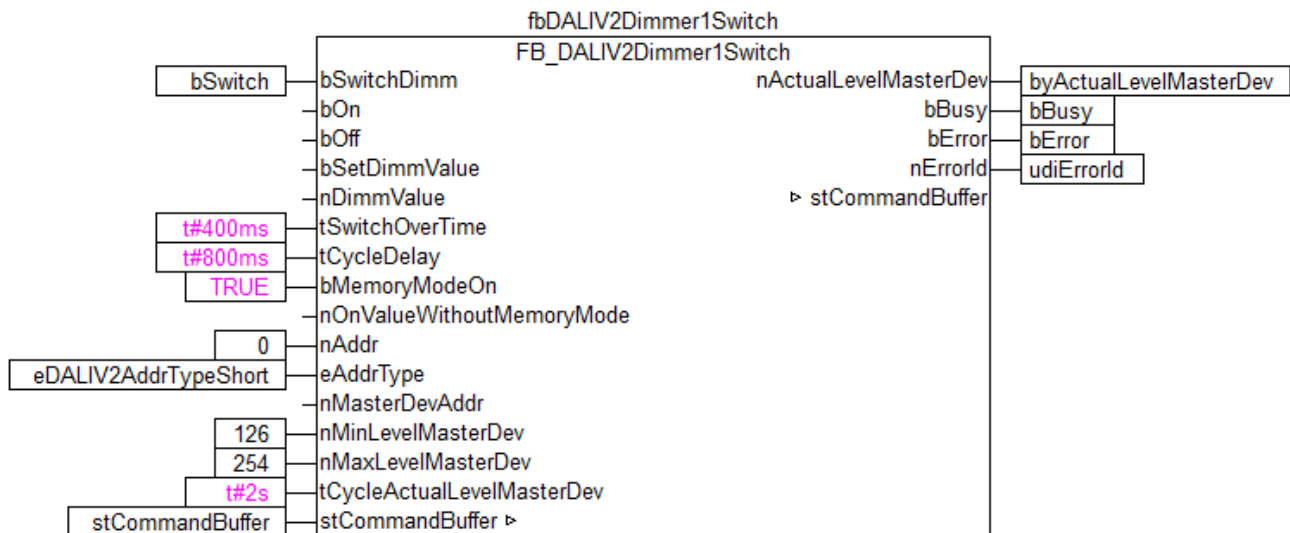 fbDALIV2Dimmer1Switch
FB_DALIV2Dimmer1Switch
bSwitch bSwitchDimm nActualLevelMasterDev byActualLevelMasterDev
bOn bBusy bBusy
bOff bError bError
bSetDimmValue nErrorId udiErrorId
nDimmValue ▹ stCommandBuffer
t#400ms tSwitchOverTime
t#800ms tCycleDelay
TRUE bMemoryModeOn
nOnValueWithoutMemoryMode
0 nAddr
eDALIV2AddrTypeShort eAddrType
nMasterDevAddr
126 nMinLevelMasterDev
254 nMaxLevelMasterDev
t#2s tCycleActualLevelMasterDev
stCommandBuffer stCommandBuffer ▹